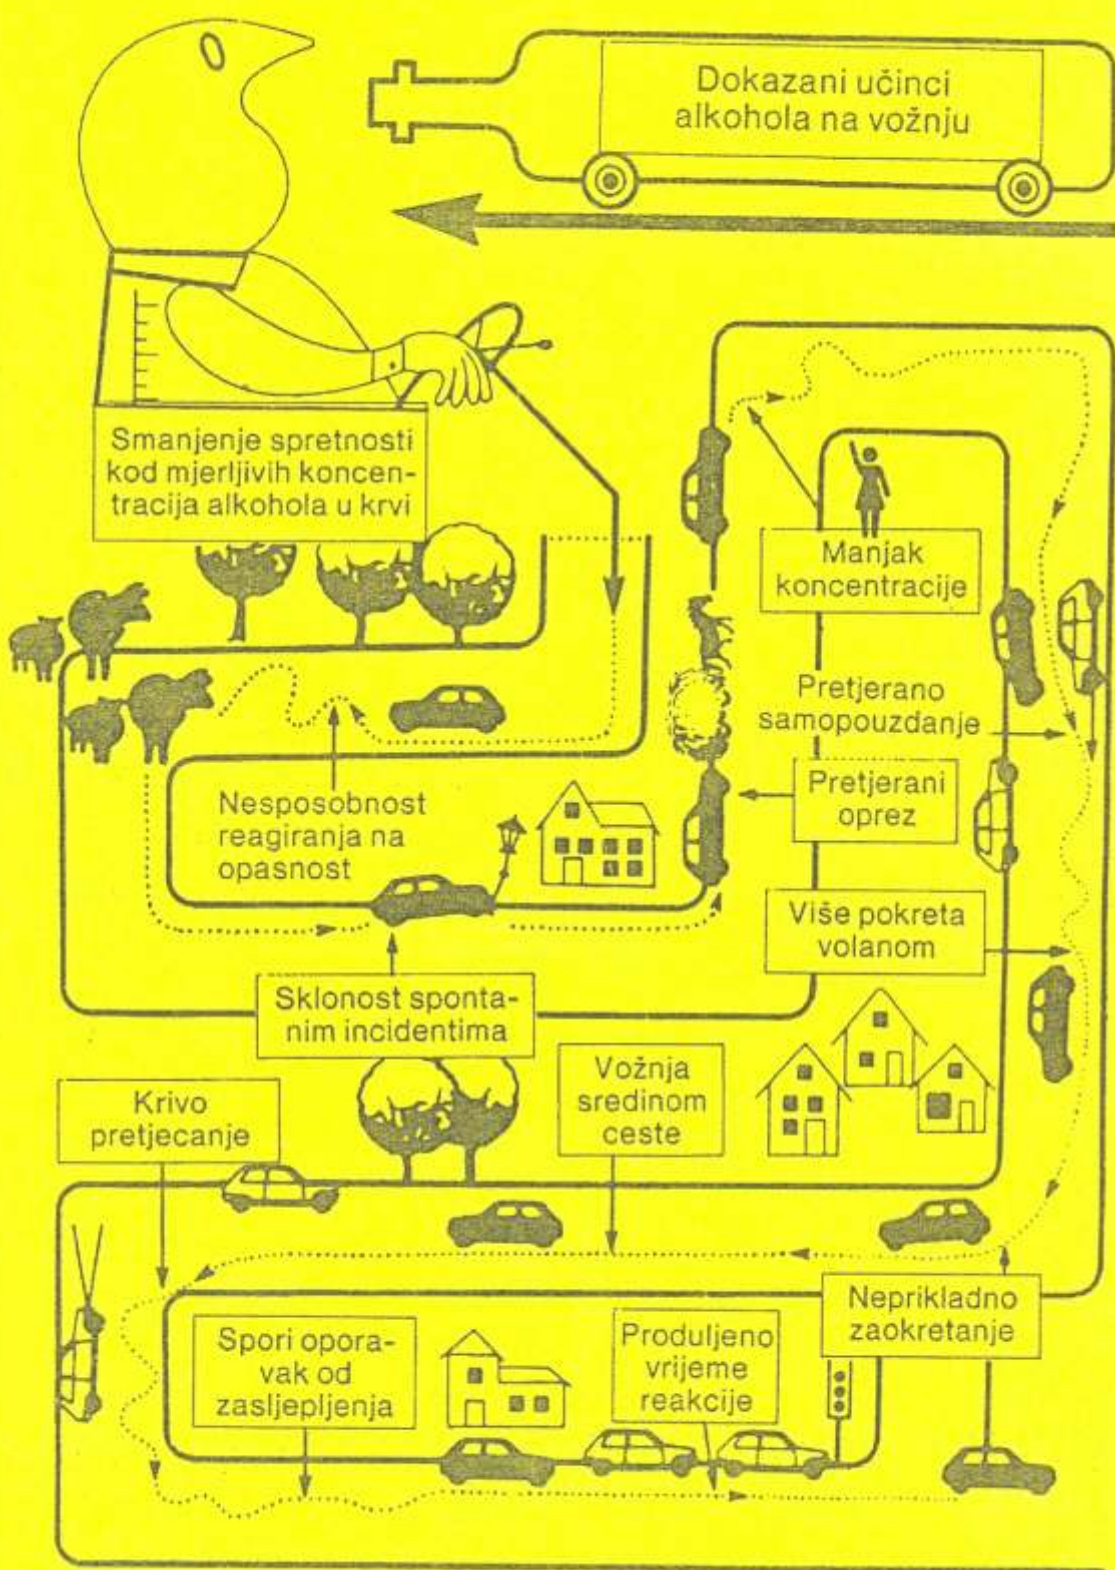 Dokazani učinci
alkohola na vožnju
Smanjenje spretnosti
kod mjerljivih koncen-
tracija alkohola u krvi
Manjak
koncentracije
Pretjerano
samopouzdanje
Nesposobnost
reagiranja na
opasnost
Pretjerani
oprez
Više pokreta
volanom
Sklonost sponta-
nim incidentima
Vožnja
sredinom
ceste
Krivo
pretjecanje
Neprikladno
zaokretanje
Spori opora-
vak od
zasljepljenja
Produljeno
vrijeme
reakcije